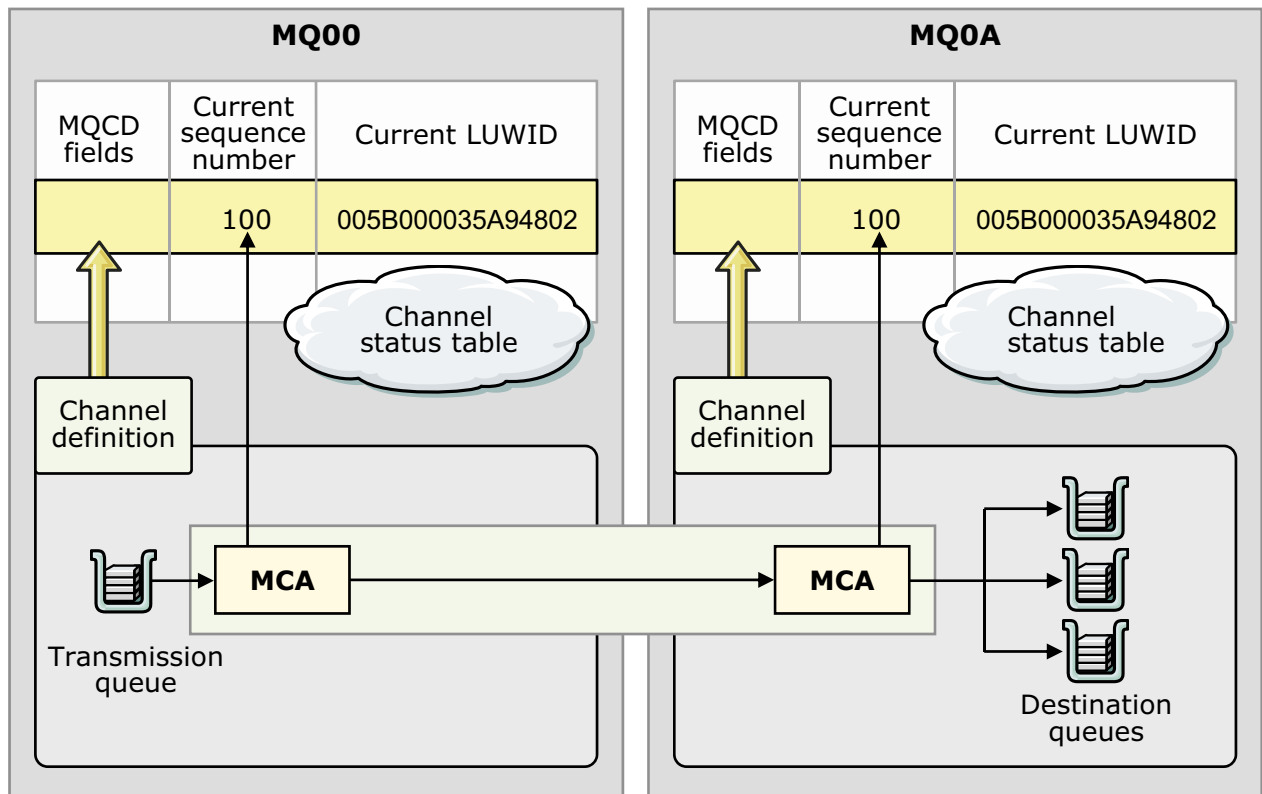 MQ00
MQCD
fields
Current
sequence
number
Current LUWID
100
005B000035A94802
Channel
status table
Channel
definition
MCA
Transmission
queue
MQ0A
MQCD
fields
Current
sequence
number
Current LUWID
100
005B000035A94802
Channel
status table
Channel
definition
MCA
Destination
queues